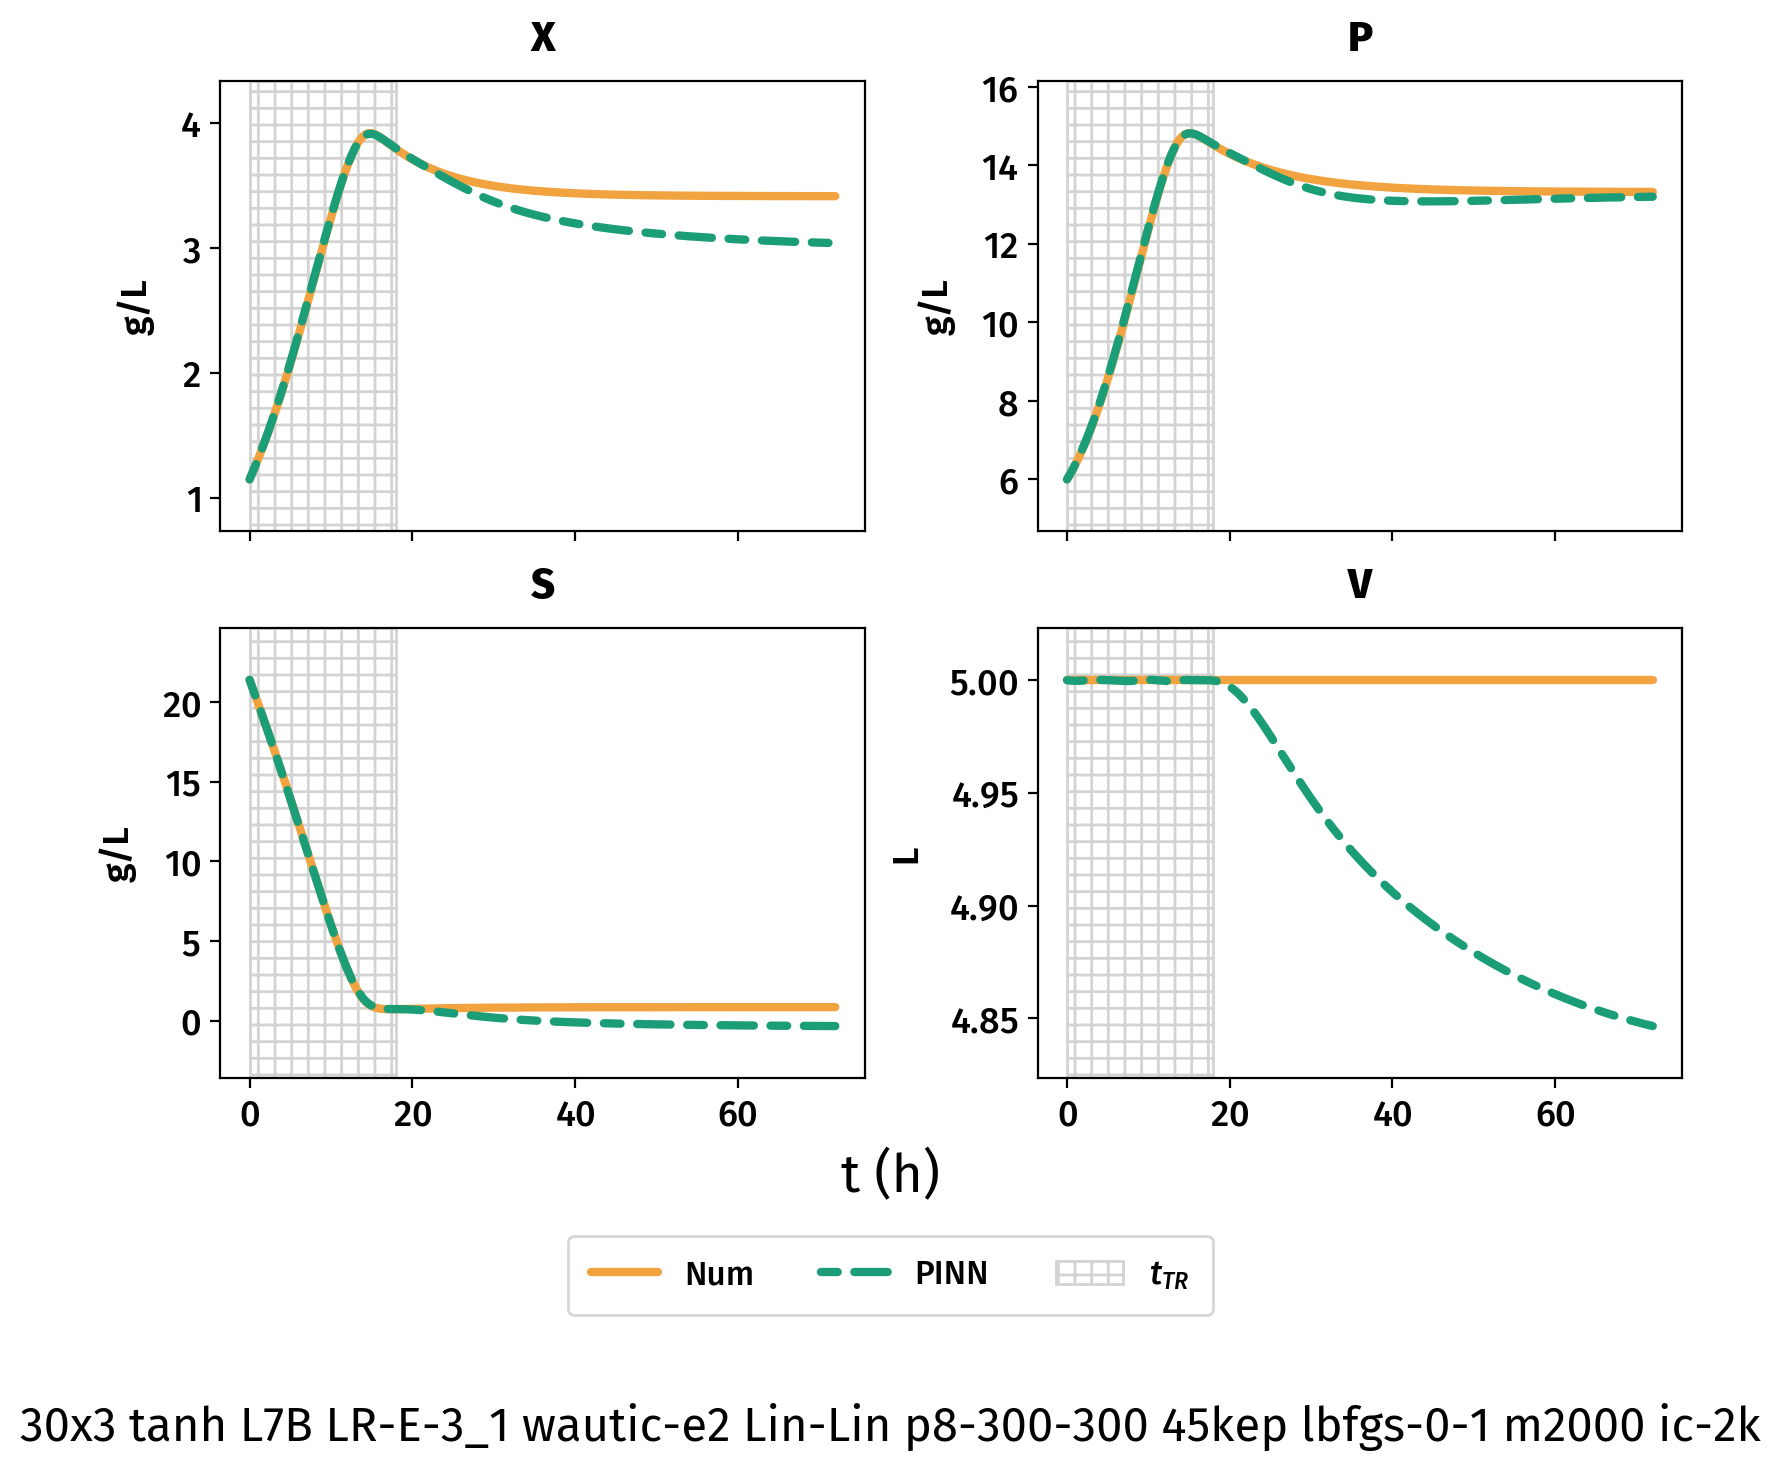 X
P
4
3
2
1
g/L
16
14
12
10
8
6
g/L
S
V
20
15
10
5
0
g/L
0 20 40 60
5.00
4.95
4.90
4.85
L
0 20 40 60
t (h)
Num PINN tTR
30x3 tanh L7B LR-E-3_1 wautic-e2 Lin-Lin p8-300-300 45kep lbfgs-0-1 m2000 ic-2k